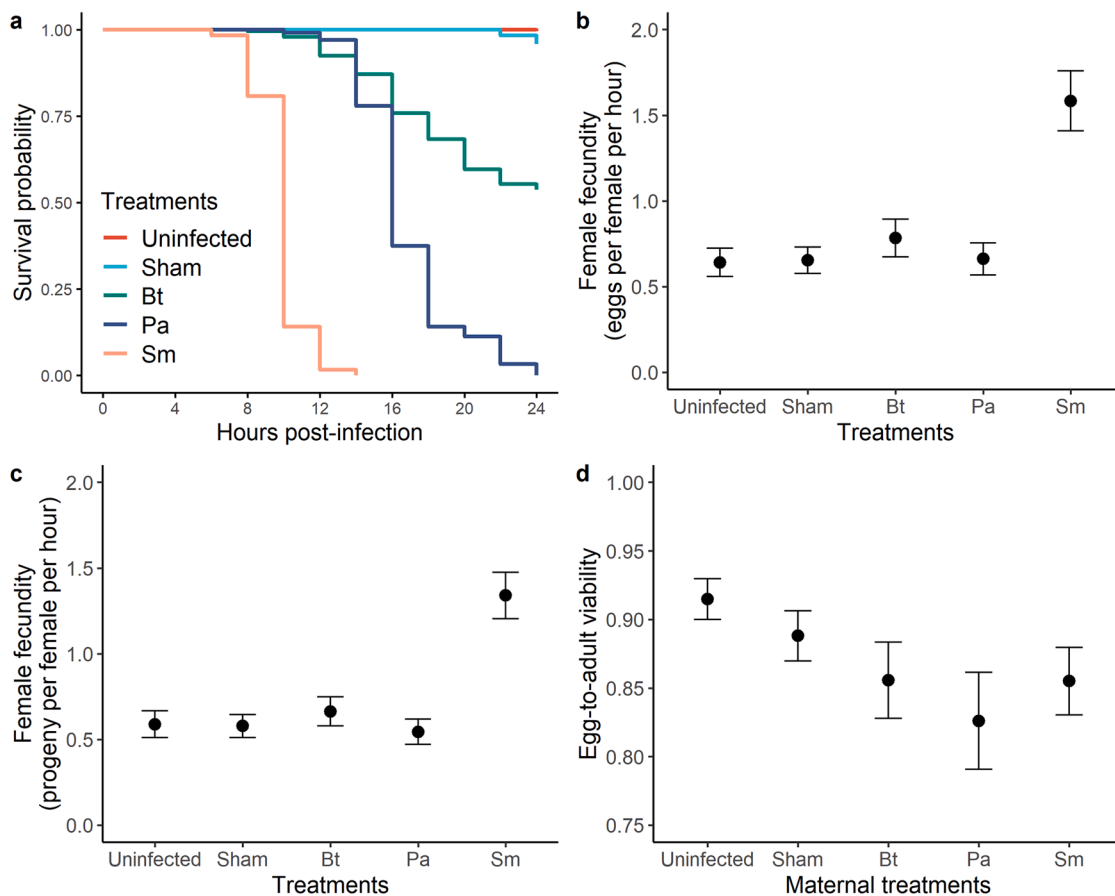 a
Survival probability
1.00
0.75
0.50
0.25
0.00
Treatments
Uninfected
Sham
Bt
Pa
Sm
0 4 8 12 16 20 24
Hours post-infection
b
Female fecundity
(eggs per female per hour)
2.0
1.5
1.0
0.5
0.0
Uninfected Sham Bt Pa Sm
Treatments
c
Female fecundity
(progeny per female per hour)
2.0
1.5
1.0
0.5
0.0
Uninfected Sham Bt Pa Sm
Treatments
d
Egg-to-adult viability
1.00
0.95
0.90
0.85
0.80
0.75
Uninfected Sham Bt Pa Sm
Maternal treatments